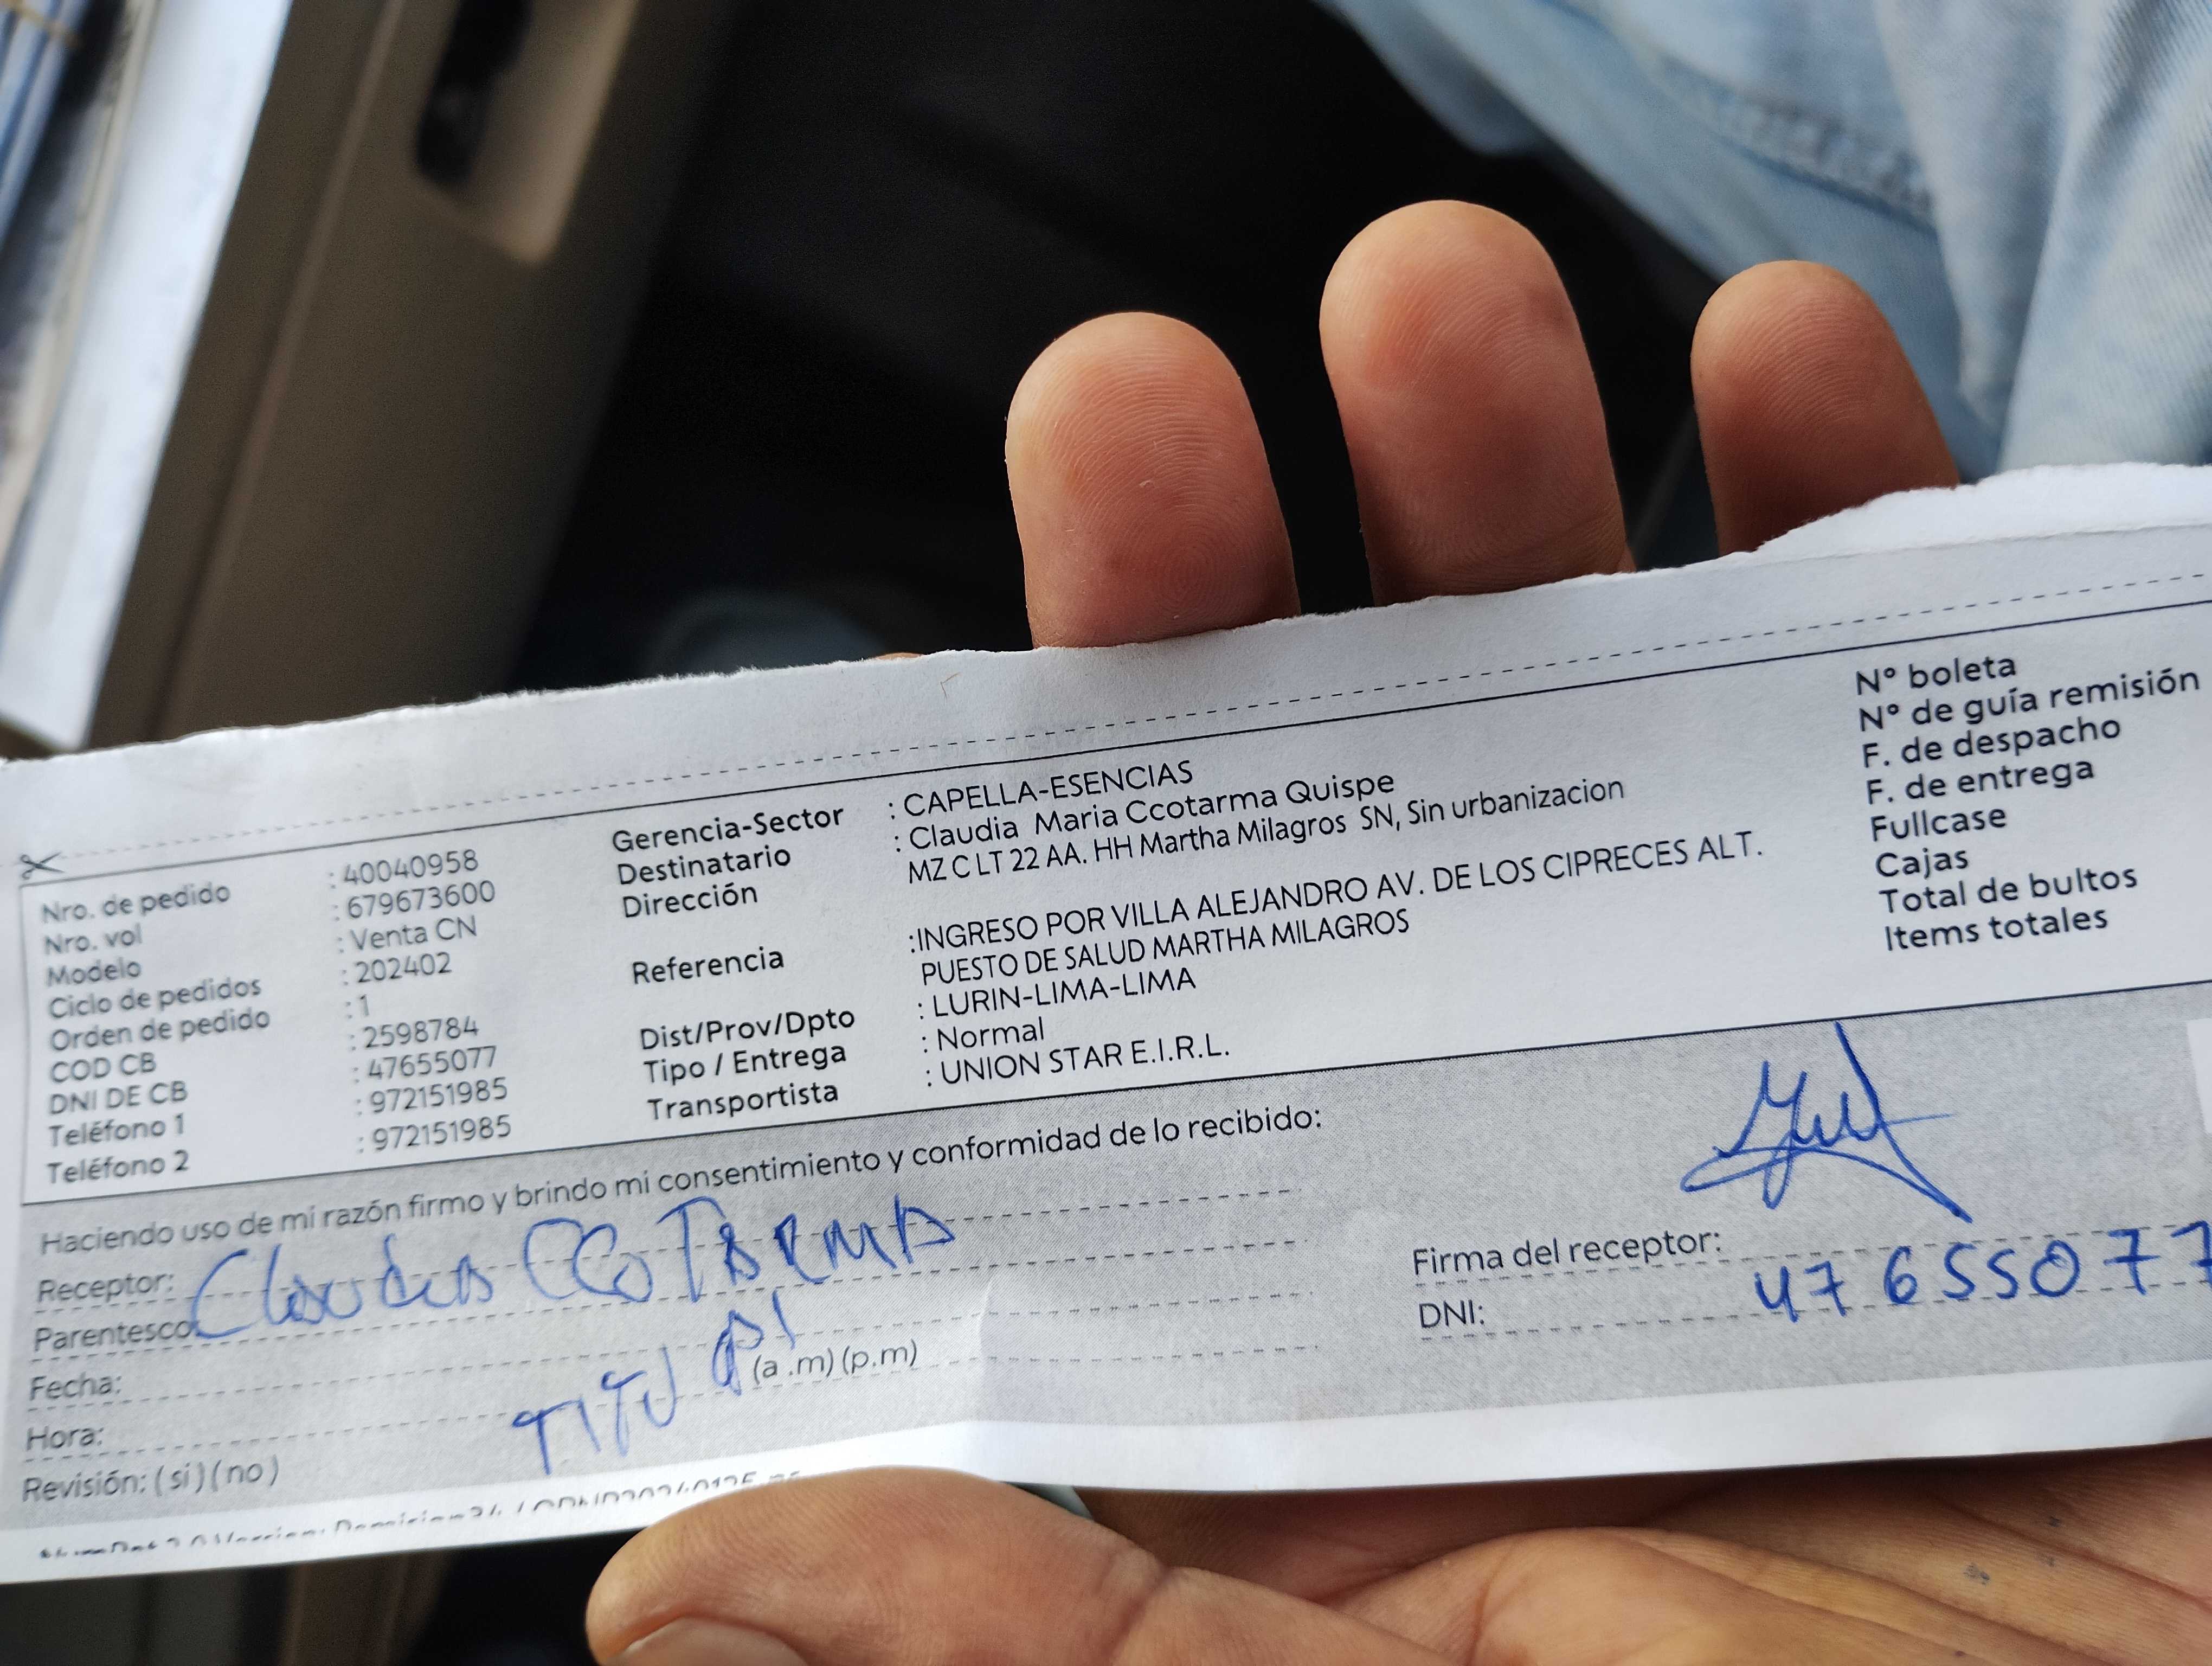 Nro. de pedido : 40040958
Nro. vol : 679673600
Modelo : Venta CN
Ciclo de pedidos : 202402
Orden de pedido : 1
COD CB : 2598784
DNI DE CB : 47655077
Teléfono 1 : 972151985
Teléfono 2 : 972151985
Gerencia-Sector : CAPELLA-ESENCIAS
Destinatario : Claudia Maria Ccotarma Quispe
Dirección MZ C LT 22 AA. HH Martha Milagros SN, Sin urbanizacion
Referencia :INGRESO POR VILLA ALEJANDRO AV. DE LOS CIPRECES ALT.
PUESTO DE SALUD MARTHA MILAGROS
Dist/Prov/Dpto : LURIN-LIMA-LIMA
Tipo / Entrega : Normal
Transportista : UNION STAR E.I.R.L.
N° boleta
N° de guía remisión
F. de despacho
F. de entrega
Fullcase
Cajas
Total de bultos
Items totales
Haciendo uso de mi razón firmo y brindo mi consentimiento y conformidad de lo recibido:
Receptor: Claudia CCOTARMA
Parentesco:
Fecha:
Hora: (a .m) (p.m)
TITU
Revisión: ( si ) ( no )
Firma del receptor:
DNI: 47655077